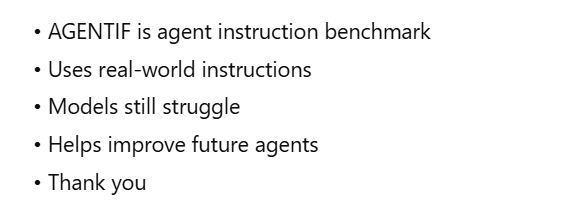 • AGENTIF is agent instruction benchmark
• Uses real-world instructions
• Models still struggle
• Helps improve future agents
• Thank you